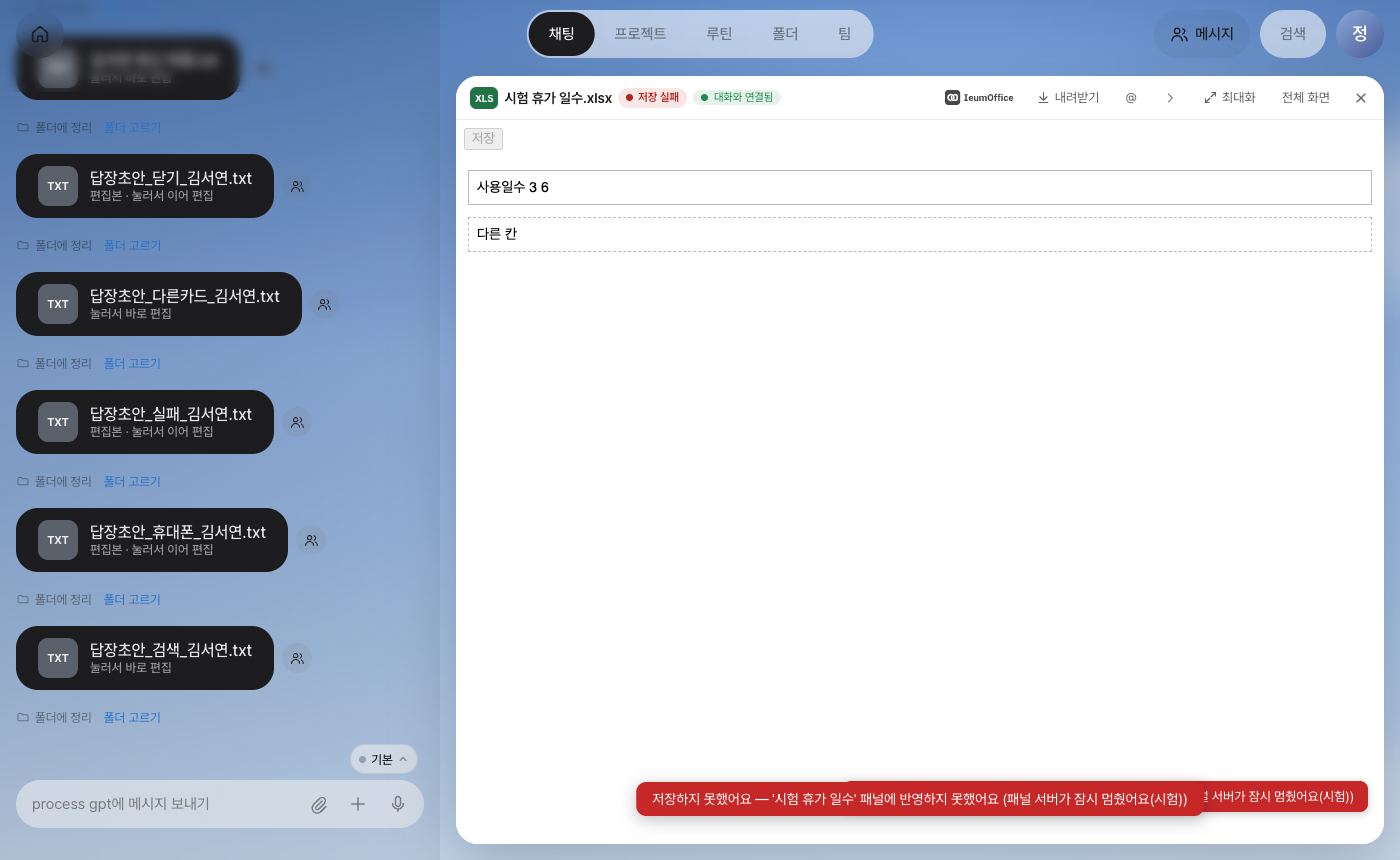 채팅
프로젝트
루틴
폴더
팀
메시지
검색
정
폴더에 정리 폴더 고르기
TXT
답장초안_닫기_김서연.txt
편집본 · 눌러서 이어 편집
폴더에 정리 폴더 고르기
TXT
답장초안_다른카드_김서연.txt
눌러서 바로 편집
폴더에 정리 폴더 고르기
TXT
답장초안_실패_김서연.txt
편집본 · 눌러서 이어 편집
폴더에 정리 폴더 고르기
TXT
답장초안_휴대폰_김서연.txt
편집본 · 눌러서 이어 편집
폴더에 정리 폴더 고르기
TXT
답장초안_검색_김서연.txt
눌러서 바로 편집
폴더에 정리 폴더 고르기
기본
process gpt에 메시지 보내기
XLS
시험 휴가 일수.xlsx
저장 실패
대화와 연결됨
IeumOffice
내려받기
@
최대화
전체 화면
저장
사용일수 3 6
다른 칸
저장하지 못했어요 — '시험 휴가 일수' 패널에 반영하지 못했어요 (패널 서버가 잠시 멈췄어요(시험))
서버가 잠시 멈췄어요(시험))